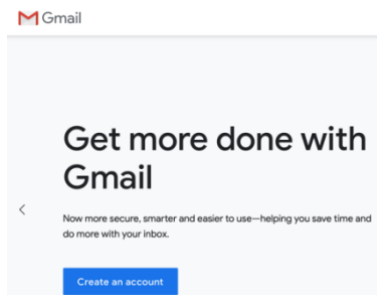 Gmail
Get more done with
Gmail
Now more secure, smarter and easier to use—helping you save time and
do more with your inbox.
Create an account